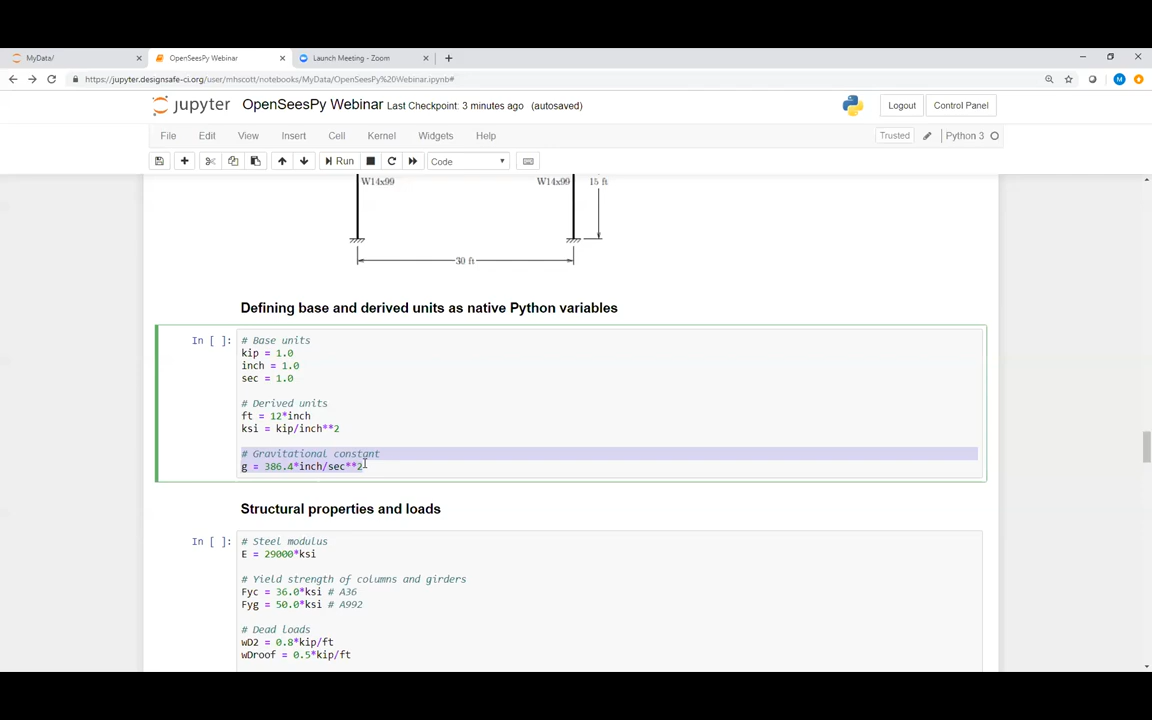 MyData/
OpenSeesPy Webinar
Launch Meeting - Zoom
https://jupyter.designsafe-ci.org/user/mhscott/notebooks/MyData/OpenSeesPy%20Webinar.ipynb#
M
jupyter OpenSeesPy Webinar Last Checkpoint: 3 minutes ago (autosaved)
Logout Control Panel
File Edit View Insert Cell Kernel Widgets Help
Trusted Python 3
Run Code
W14x99 W14x99 15 ft
30 ft
Defining base and derived units as native Python variables
In [ ]: # Base units
kip = 1.0
inch = 1.0
sec = 1.0
# Derived units
ft = 12*inch
ksi = kip/inch**2
# Gravitational constant
g = 386.4*inch/sec**2
Structural properties and loads
In [ ]: # Steel modulus
E = 29000*ksi
# Yield strength of columns and girders
Fyc = 36.0*ksi # A36
Fyg = 50.0*ksi # A992
# Dead loads
wD2 = 0.8*kip/ft
wDroof = 0.5*kip/ft